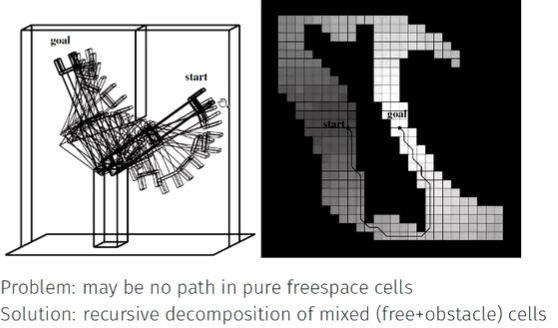 goal
start
start
goal
Problem: may be no path in pure freespace cells
Solution: recursive decomposition of mixed (free+obstacle) cells